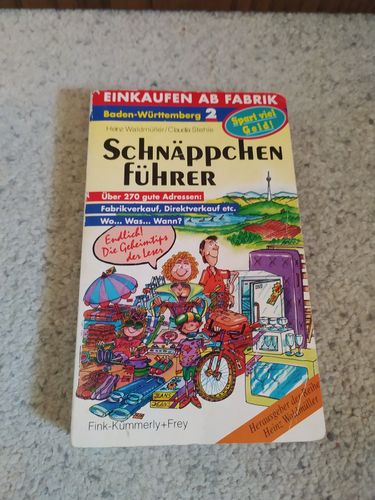 EINKAUFEN AB FABRIK
Baden-Württemberg 2
Spart viel
Geld!
Heinz Waldmüller/Claudia Stehle
SCHNÄPPCHEN
FÜHRER
Über 270 gute Adressen:
Fabrikverkauf, Direktverkauf etc.
Wo... Was... Wann?
Endlich!
Die Geheimtips
der Leser
JEANS
Fink-Kümmerly+Frey
Herausgeber der Reihe
Heinz Waldmüller